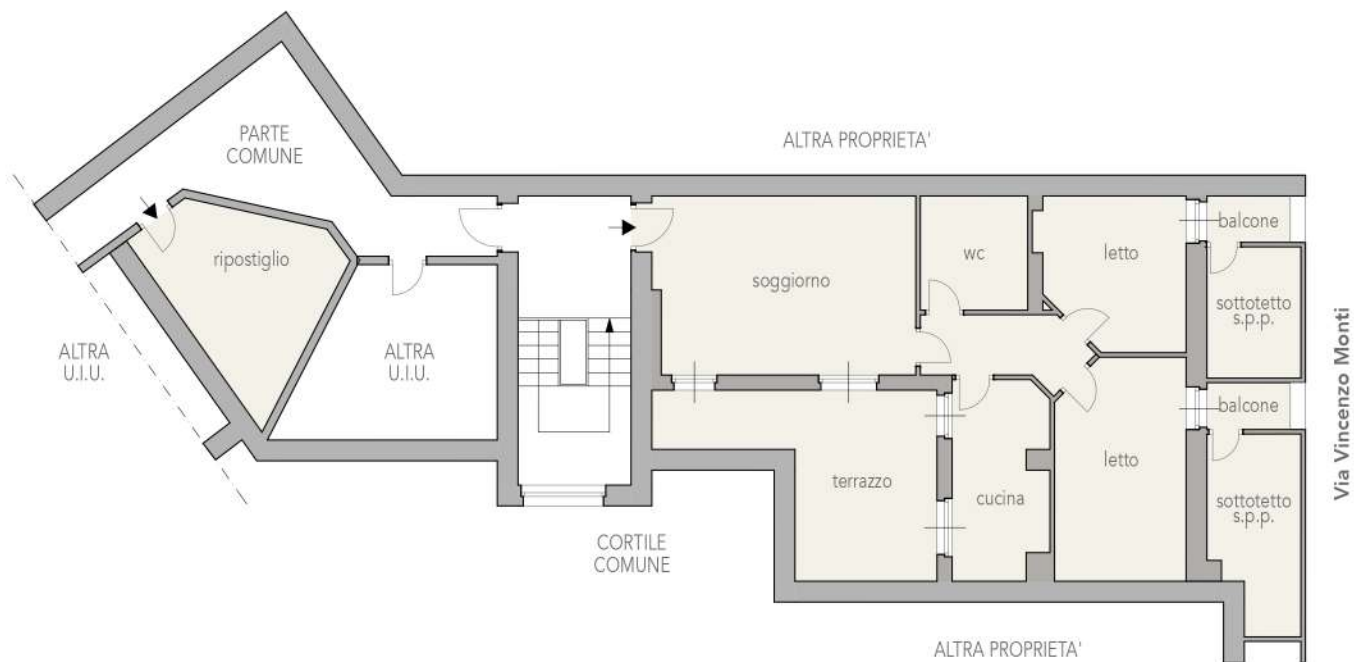 PARTE
COMUNE
ALTRA PROPRIETA'
ripostiglio
soggiorno
wc
letto
balcone
sottotetto
s.p.p.
ALTRA
U.I.U.
ALTRA
U.I.U.
balcone
letto
terrazzo
cucina
sottotetto
s.p.p.
CORTILE
COMUNE
ALTRA PROPRIETA'
Via Vincenzo Monti